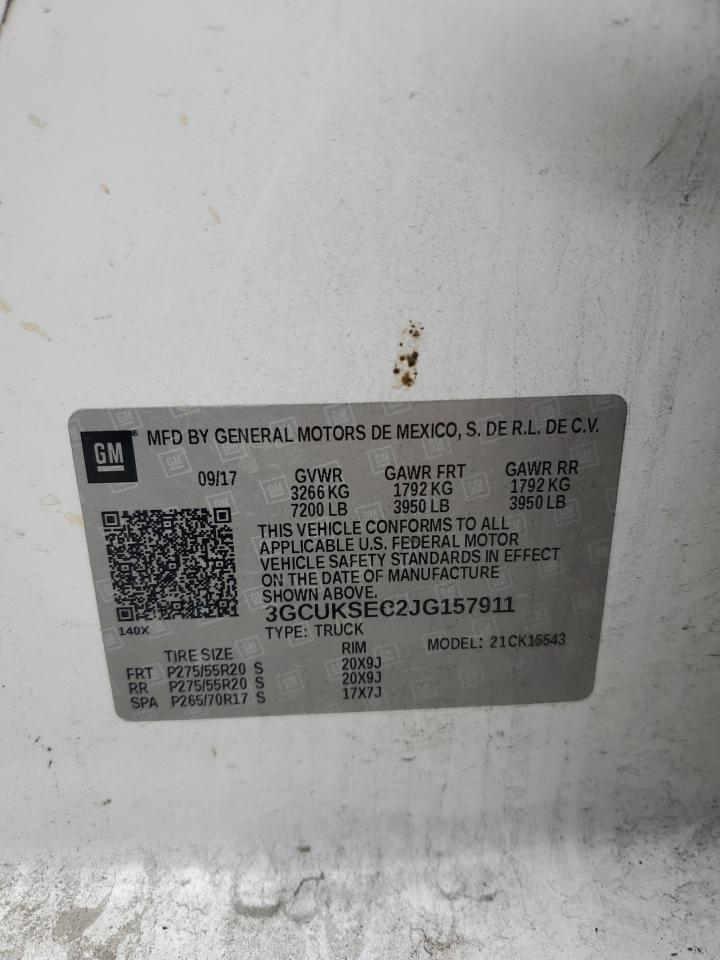 GM MFD BY GENERAL MOTORS DE MEXICO, S. DE R.L. DE C.V.
09/17 GVWR GAWR FRT GAWR RR
3266 KG 1792 KG 1792 KG
7200 LB 3950 LB 3950 LB
THIS VEHICLE CONFORMS TO ALL
APPLICABLE U.S. FEDERAL MOTOR
VEHICLE SAFETY STANDARDS IN EFFECT
ON THE DATE OF MANUFACTURE
SHOWN ABOVE.
3GCUKSEC2JG157911
140X TYPE: TRUCK MODEL: 21CK15543
TIRE SIZE RIM
FRT P275/55R20 S 20X9J
RR P275/55R20 S 20X9J
SPA P265/70R17 S 17X7J